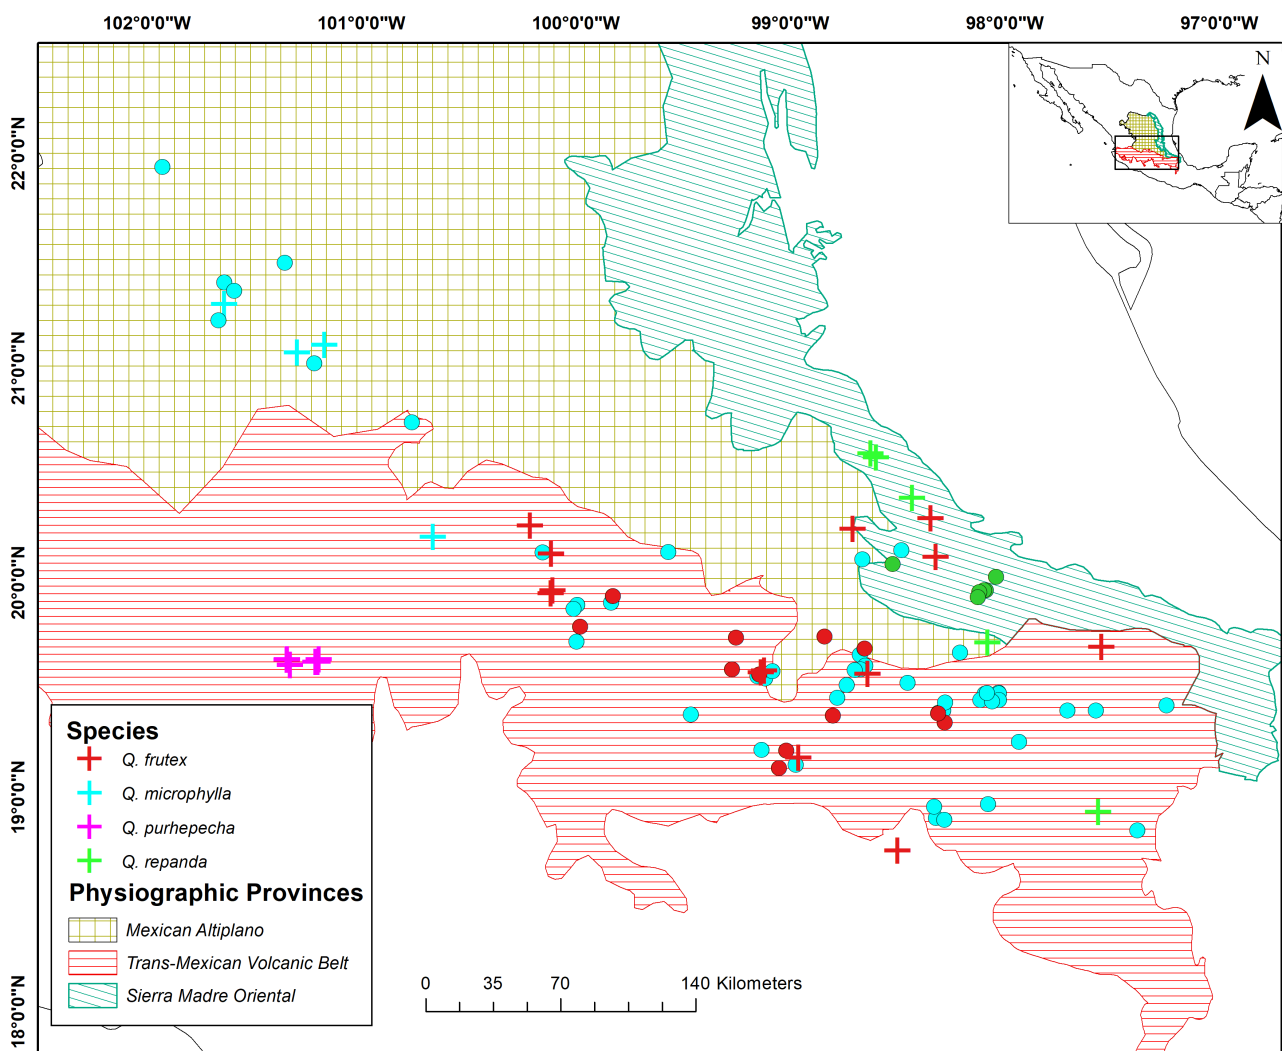 102°0'0"W 101°0'0"W 100°0'0"W 99°0'0"W 98°0'0"W 97°0'0"W
N
22°0'0"N
21°0'0"N
20°0'0"N
19°0'0"N
18°0'0"N
Species
Q. frutex
Q. microphylla
Q. purhepecha
Q. repanda
Physiographic Provinces
Mexican Altiplano
Trans-Mexican Volcanic Belt
Sierra Madre Oriental
0 35 70 140 Kilometers